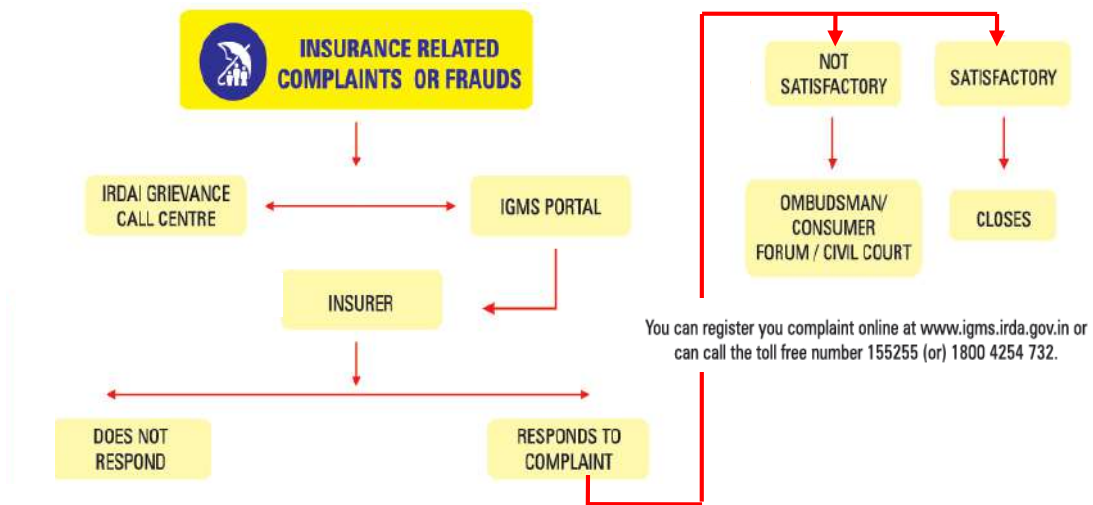 INSURANCE RELATED
COMPLAINTS OR FRAUDS
IRDAI GRIEVANCE
CALL CENTRE
IGMS PORTAL
INSURER
DOES NOT
RESPOND
RESPONDS TO
COMPLAINT
NOT
SATISFACTORY
SATISFACTORY
OMBUDSMAN/
CONSUMER
FORUM / CIVIL COURT
CLOSES
You can register you complaint online at www.igms.irda.gov.in or
can call the toll free number 155255 (or) 1800 4254 732.